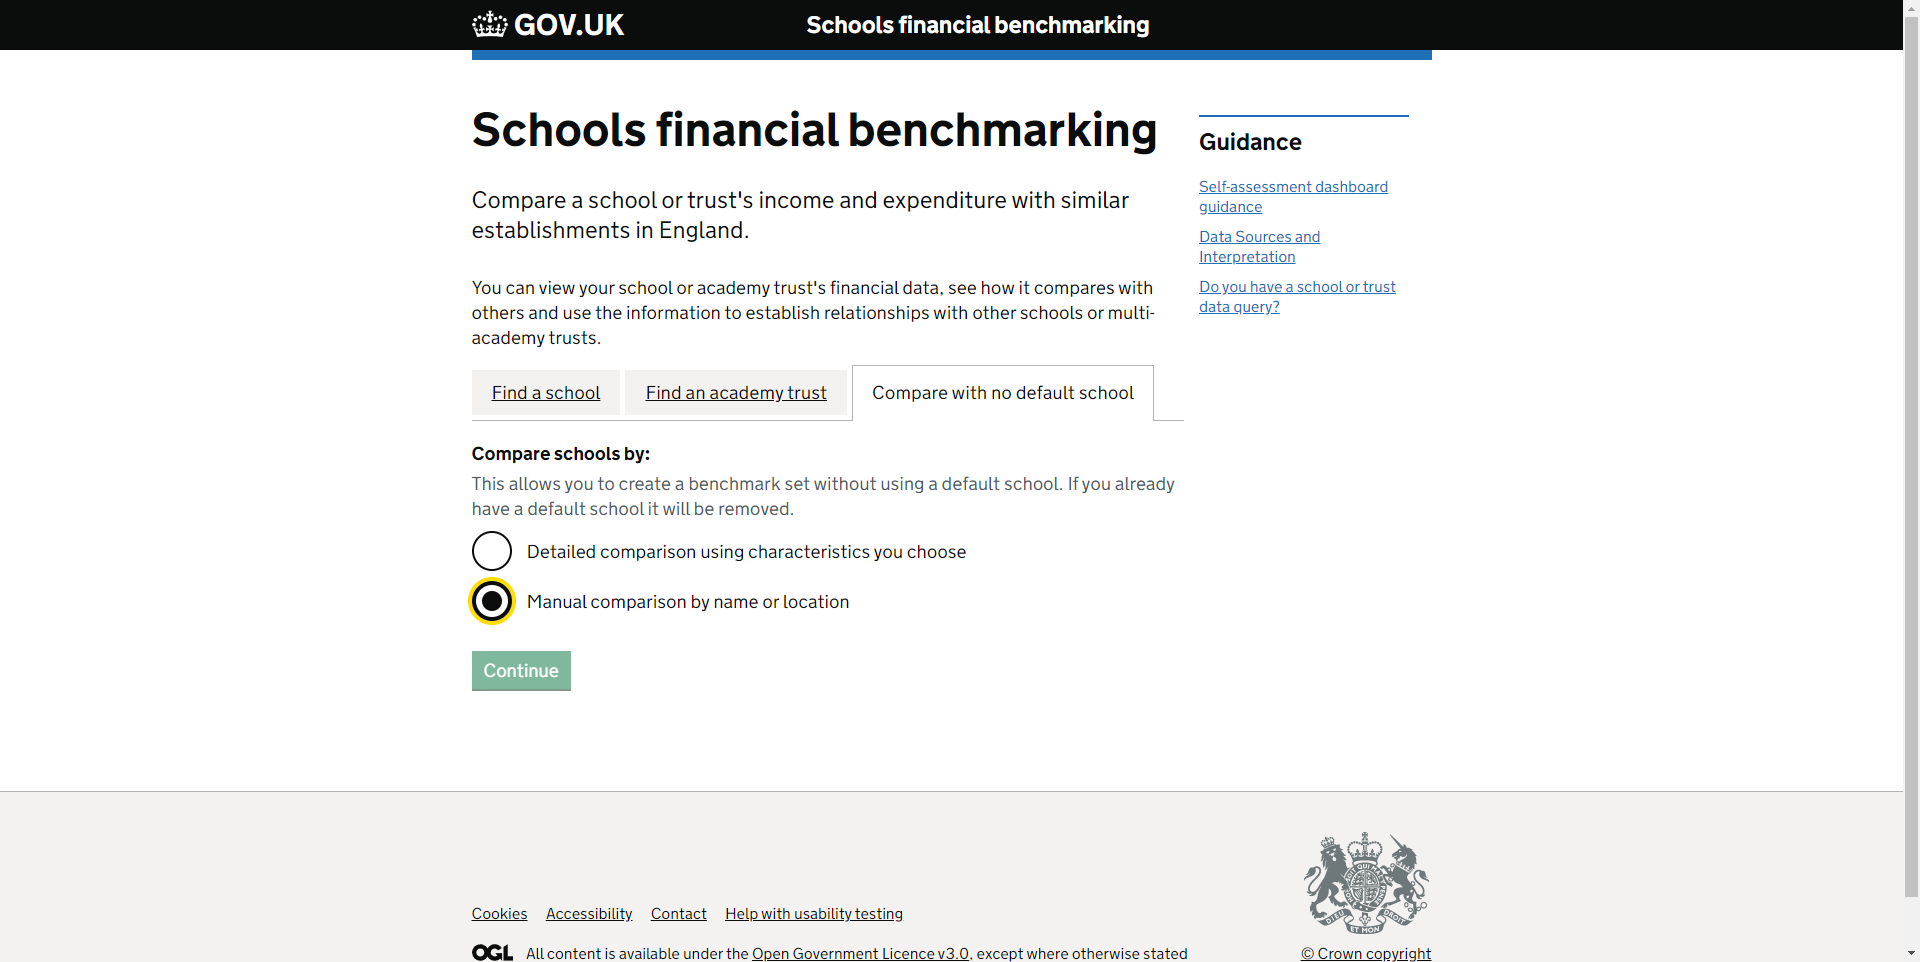 GOV.UK
Schools financial benchmarking
Schools financial benchmarking
Compare a school or trust's income and expenditure with similar
establishments in England.
You can view your school or academy trust's financial data, see how it compares with
others and use the information to establish relationships with other schools or multi-
academy trusts.
Find a school
Find an academy trust
Compare with no default school
Compare schools by:
This allows you to create a benchmark set without using a default school. If you already
have a default school it will be removed.
Detailed comparison using characteristics you choose
Manual comparison by name or location
Continue
Guidance
Self-assessment dashboard
guidance
Data Sources and
Interpretation
Do you have a school or trust
data query?
Cookies
Accessibility
Contact
Help with usability testing
OGL
All content is available under the Open Government Licence v3.0, except where otherwise stated
DIEU
ET MON
DROIT
© Crown copyright